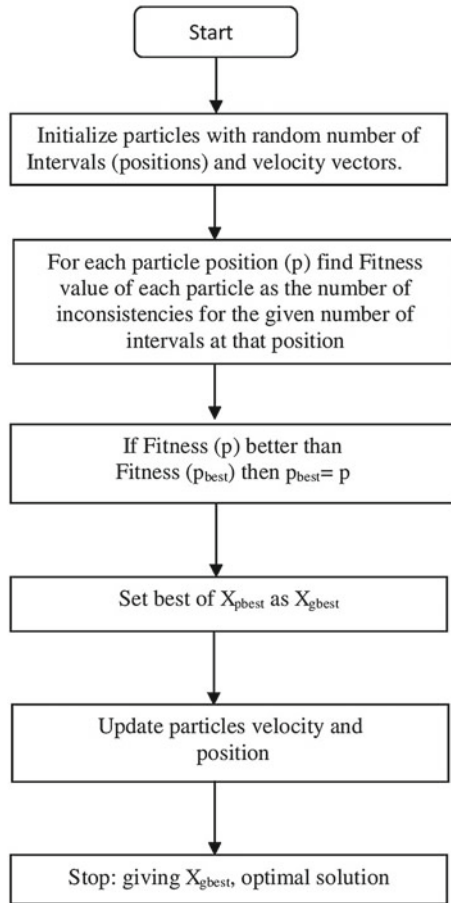 Start
Initialize particles with random number of
Intervals (positions) and velocity vectors.
For each particle position (p) find Fitness
value of each particle as the number of
inconsistencies for the given number of
intervals at that position
If Fitness (p) better than
Fitness (pbest) then pbest= p
Set best of Xpbest as Xgbest
Update particles velocity and
position
Stop: giving Xgbest, optimal solution